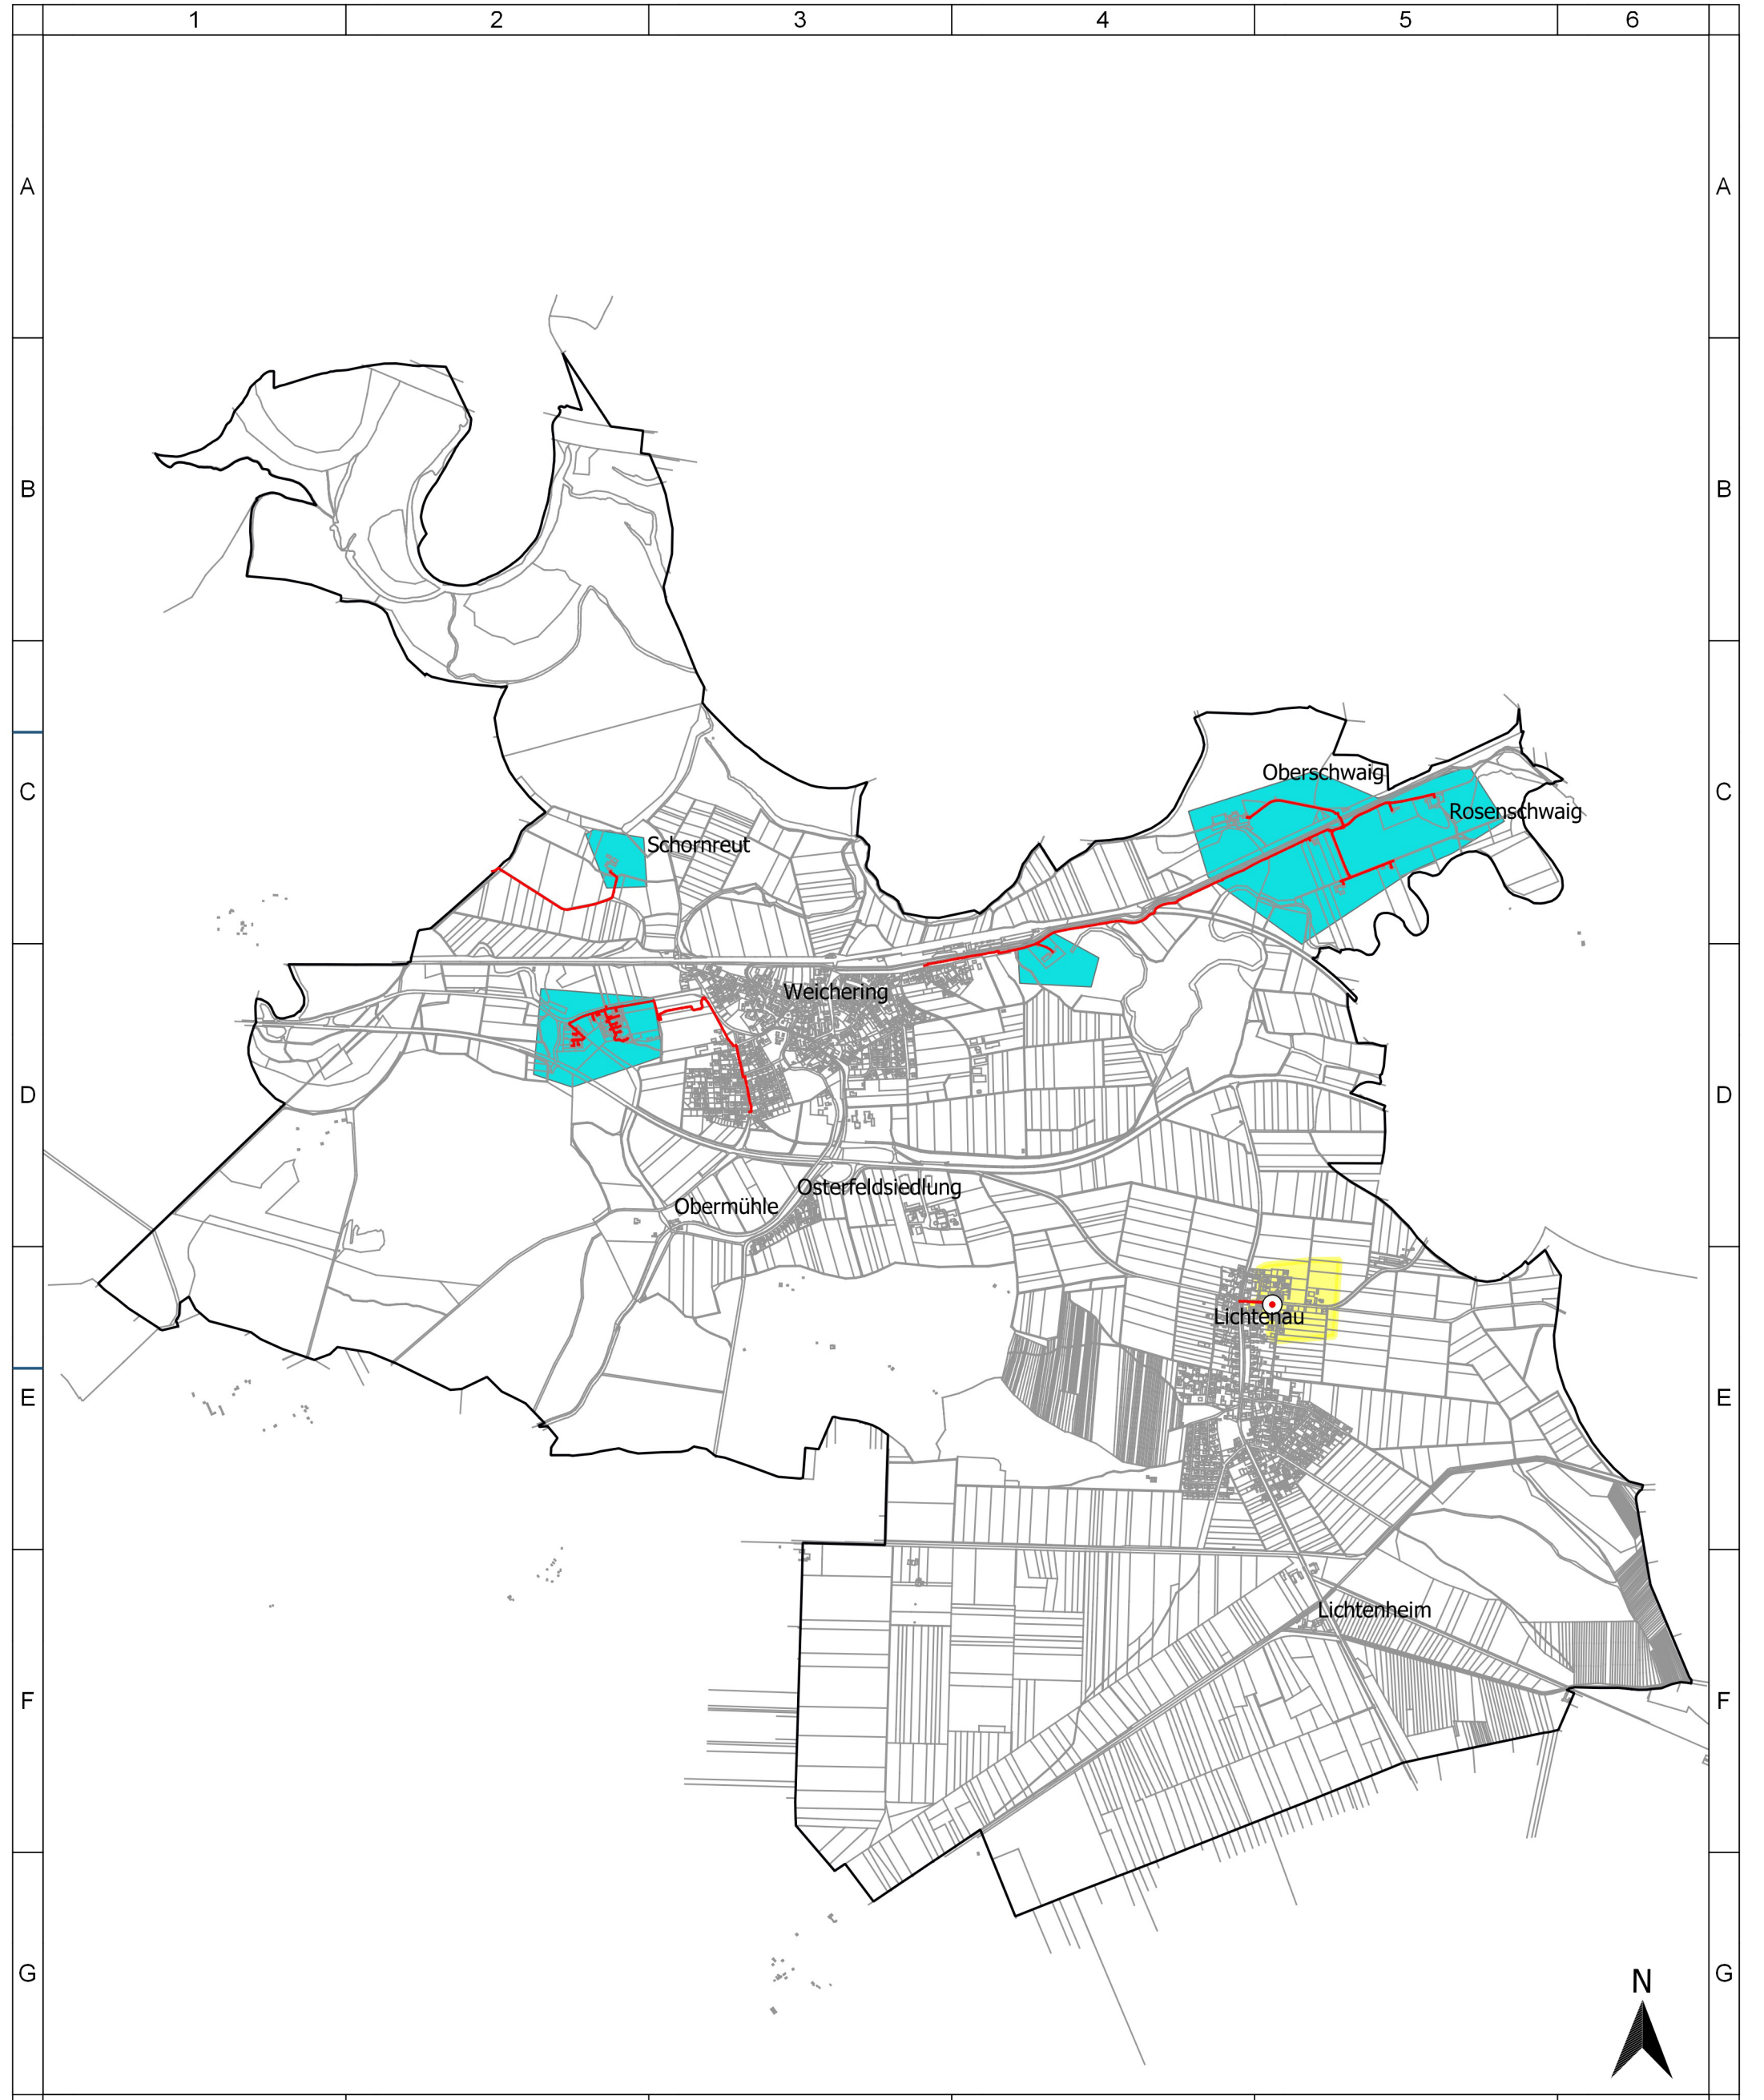 1 2 3 4 5 6
A A
B B
Oberschwaig
C C
Rosenschwaig
Schornreut
Weichering
D D
Osterfeldsiedlung
Obermühle
Lichtenau
E E
Lichtenheim
F F
G G
N